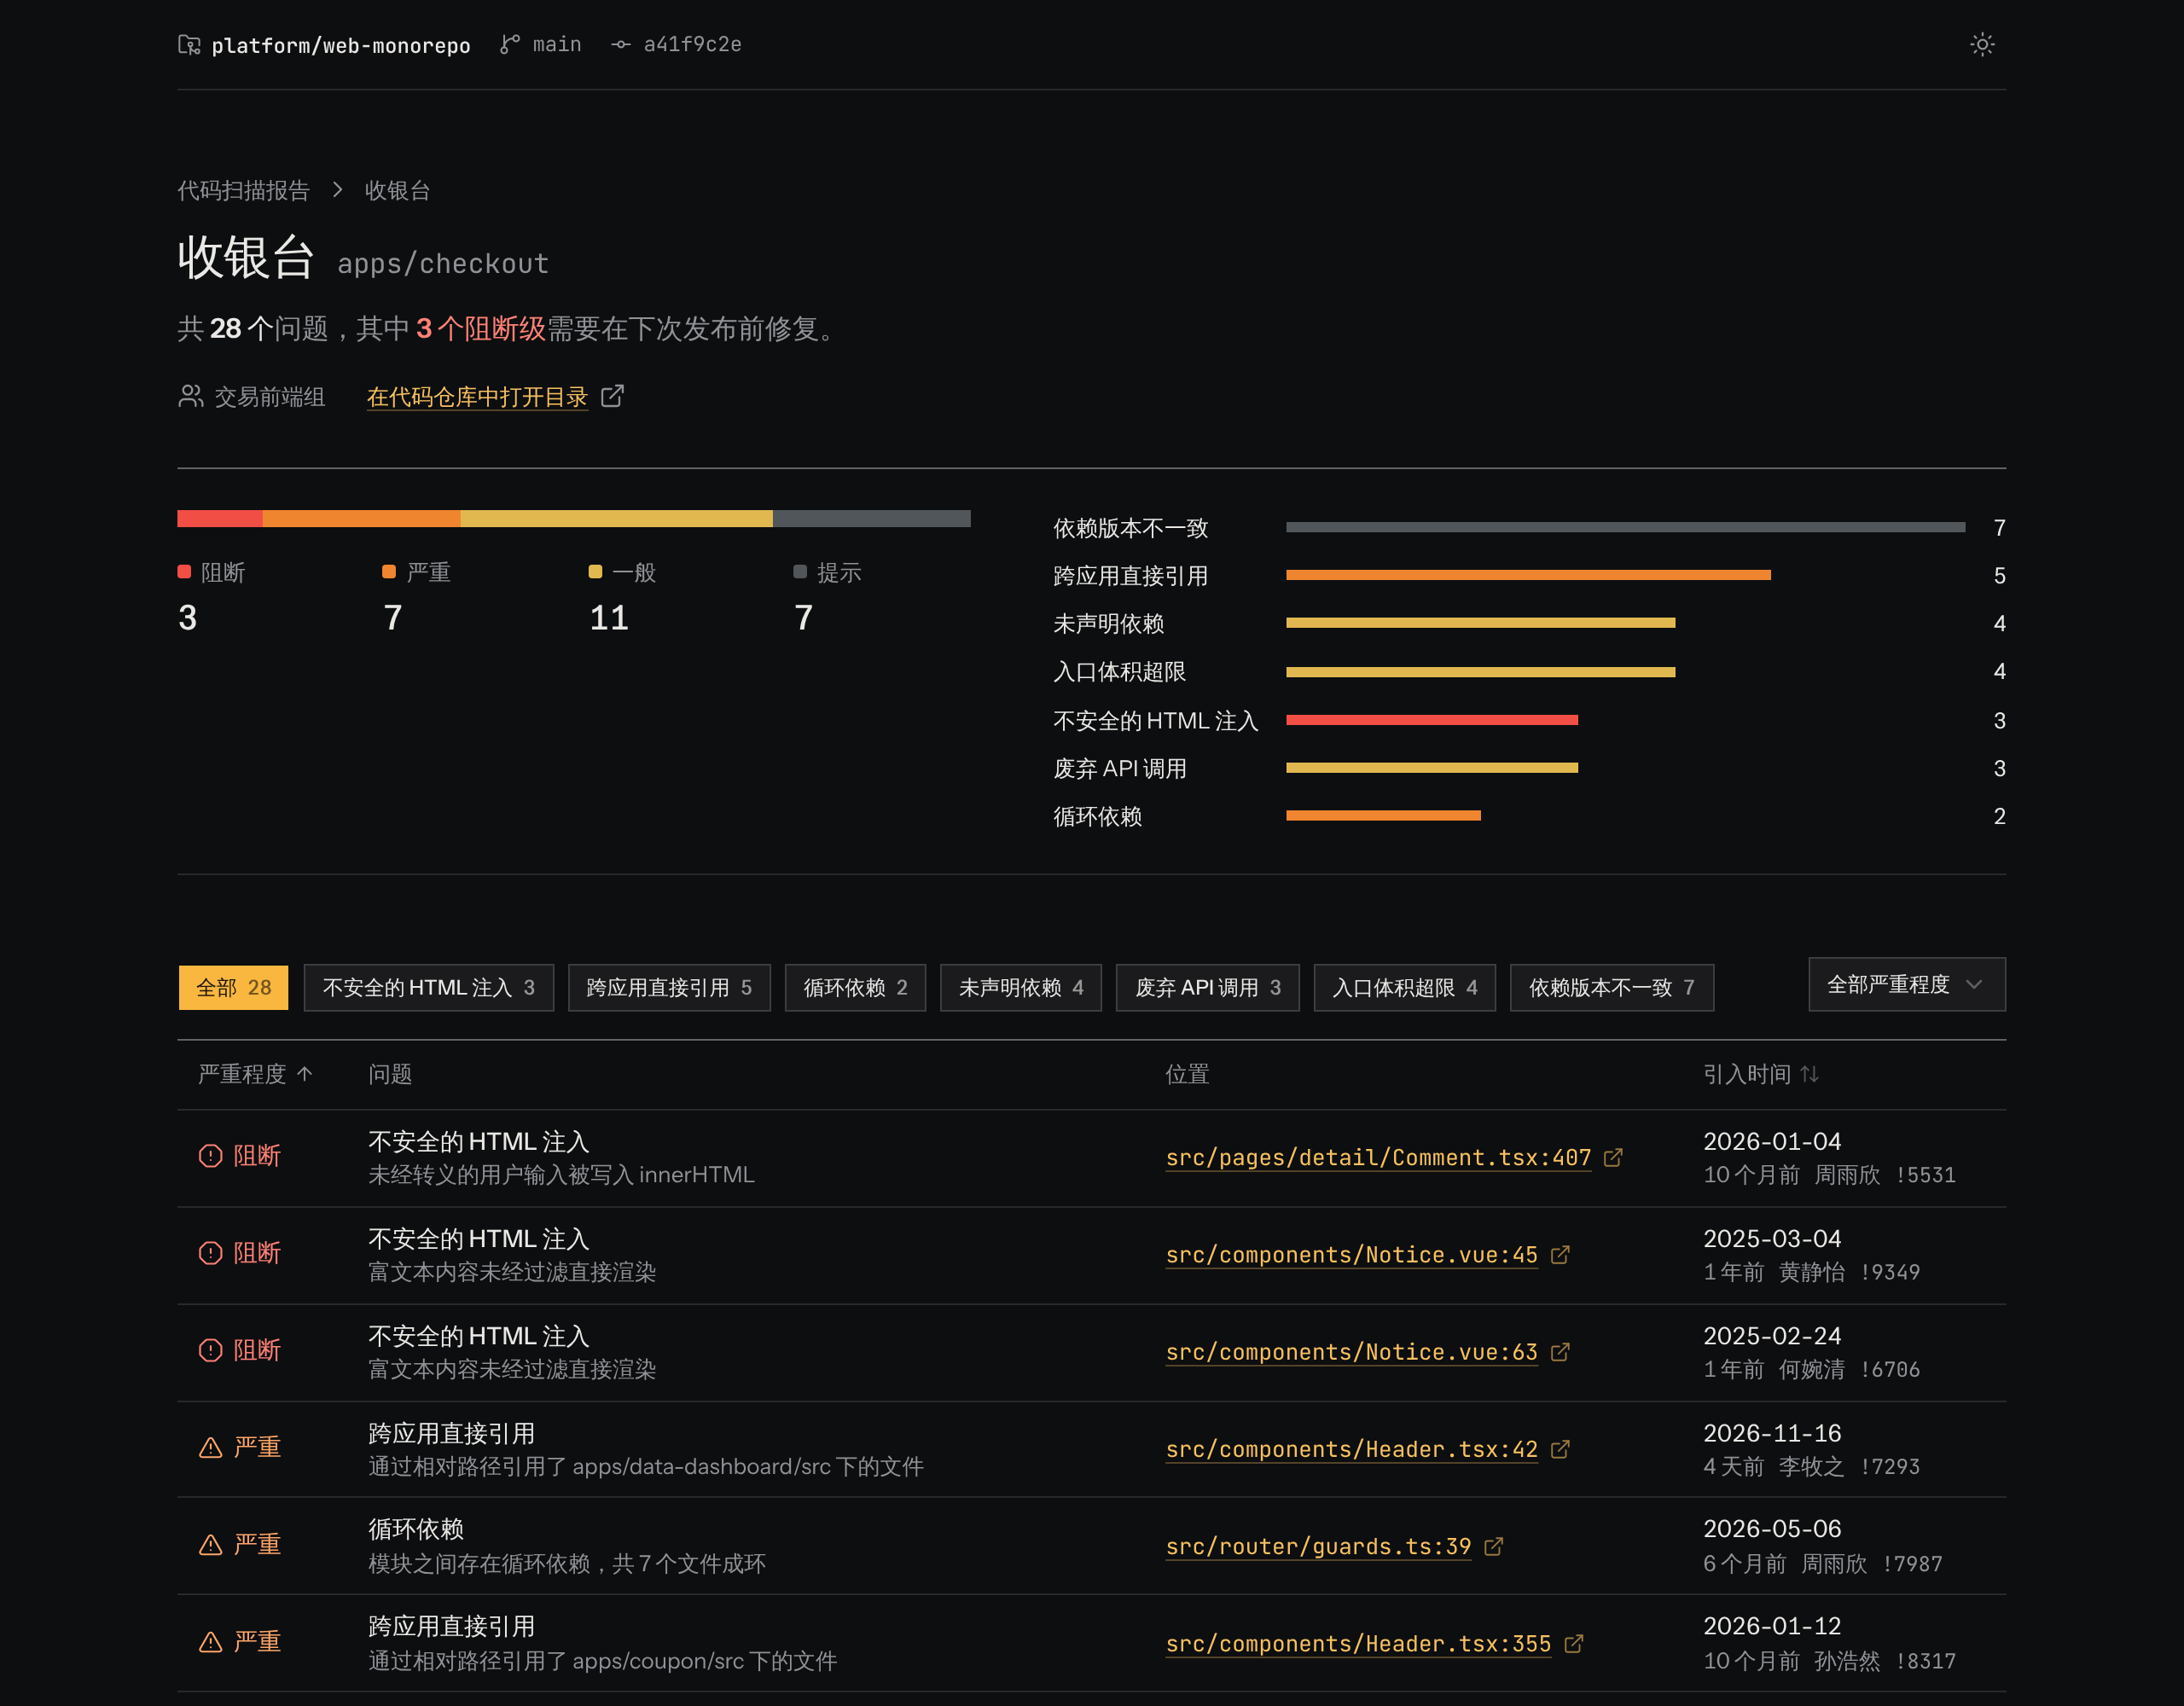 platform/web-monorepo main a41f9c2e
代码扫描报告 > 收银台
收银台 apps/checkout
共 28 个问题，其中 3 个阻断级需要在下次发布前修复。
交易前端组 在代码仓库中打开目录
阻断 严重 一般 提示
3 7 11 7
依赖版本不一致 7
跨应用直接引用 5
未声明依赖 4
入口体积超限 4
不安全的 HTML 注入 3
废弃 API 调用 3
循环依赖 2
全部 28 不安全的 HTML 注入 3 跨应用直接引用 5 循环依赖 2 未声明依赖 4 废弃 API 调用 3 入口体积超限 4 依赖版本不一致 7 全部严重程度
严重程度 问题 位置 引入时间
阻断 不安全的 HTML 注入 src/pages/detail/Comment.tsx:407 2026-01-04
未经转义的用户输入被写入 innerHTML 10 个月前 周雨欣 !5531
阻断 不安全的 HTML 注入 src/components/Notice.vue:45 2025-03-04
富文本内容未经过滤直接渲染 1 年前 黄静怡 !9349
阻断 不安全的 HTML 注入 src/components/Notice.vue:63 2025-02-24
富文本内容未经过滤直接渲染 1 年前 何婉清 !6706
严重 跨应用直接引用 src/components/Header.tsx:42 2026-11-16
通过相对路径引用了 apps/data-dashboard/src 下的文件 4 天前 李牧之 !7293
严重 循环依赖 src/router/guards.ts:39 2026-05-06
模块之间存在循环依赖，共 7 个文件成环 6 个月前 周雨欣 !7987
严重 跨应用直接引用 src/components/Header.tsx:355 2026-01-12
通过相对路径引用了 apps/coupon/src 下的文件 10 个月前 孙浩然 !8317